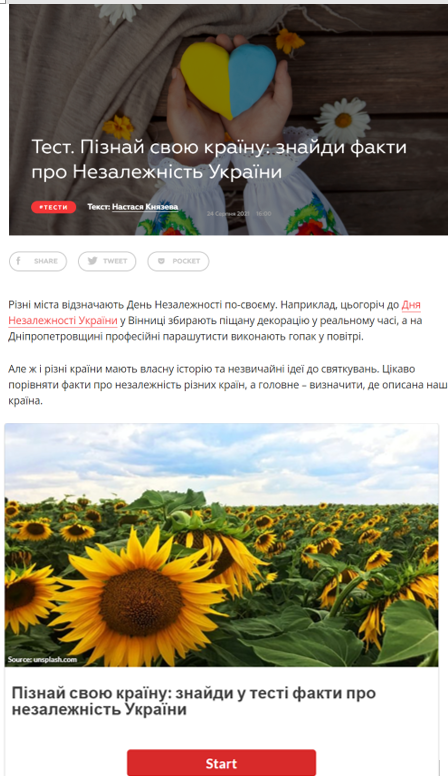 Тест. Пізнай свою країну: знайди факти
про Незалежність України
#ТЕСТИ
Текст: Настася Князева
24 Серпня 2021 16:00
SHARE
TWEET
POCKET
Різні міста відзначають День Незалежності по-своєму. Наприклад, цьогоріч до Дня
Незалежності України у Вінниці збирають піщану декорацію у реальному часі, а на
Дніпропетровщині професійні парашутисти виконають гопак у повітрі.
Але ж і різні країни мають власну історію та незвичайні ідеї до святкувань. Цікаво
порівняти факти про незалежність різних країн, а головне – визначити, де описана наш
країна.
Source: unsplash.com
Пізнай свою країну: знайди у тесті факти про
незалежність України
Start